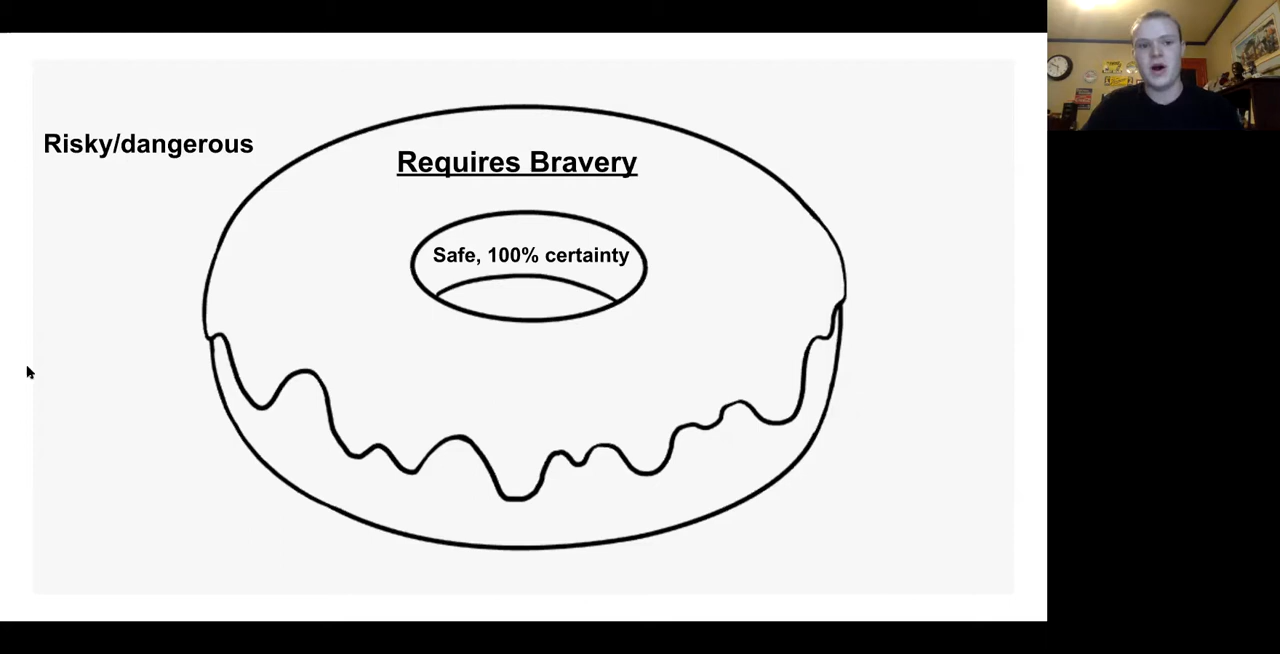 Risky/dangerous
Requires Bravery
Safe, 100% certainty